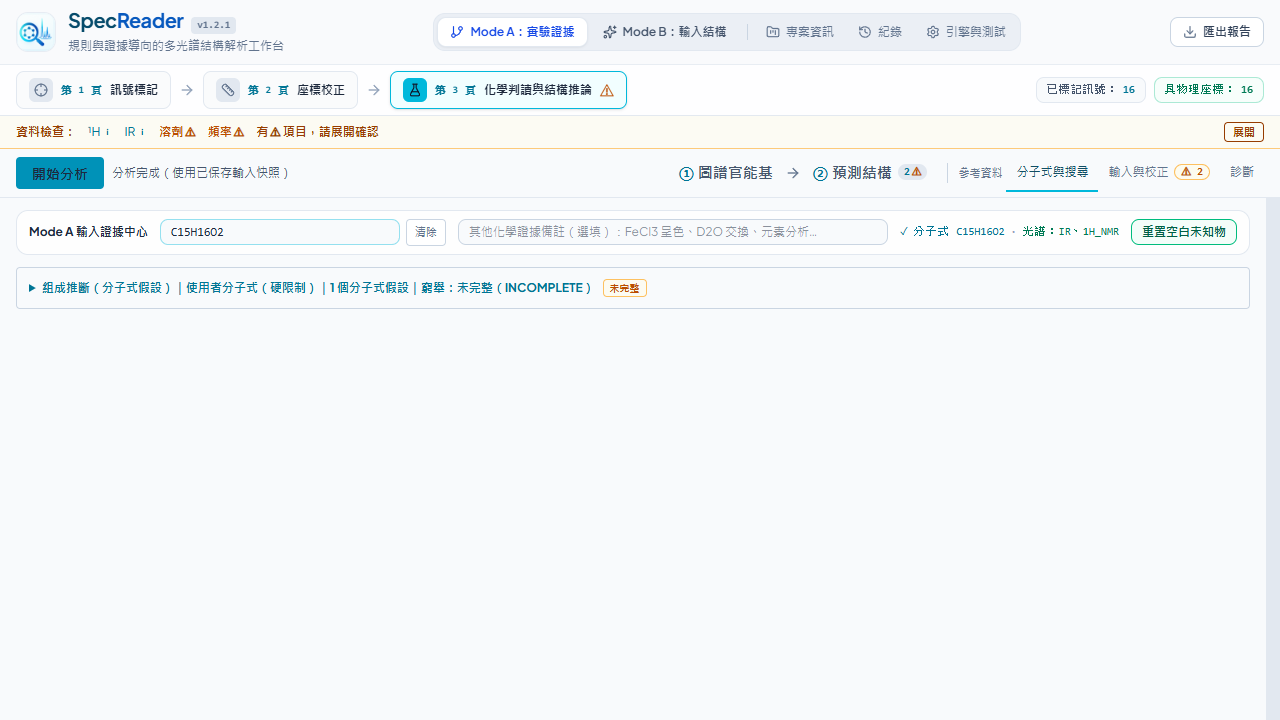 SpecReader v1.2.1
規則與證據導向的多光譜結構解析工作台
Mode A：實驗證據
Mode B：輸入結構
專案資訊
紀錄
引擎與測試
匯出報告
第 1 頁 訊號標記
第 2 頁 座標校正
第 3 頁 化學判讀與結構推論
已標記訊號： 16
具物理座標： 16
資料檢查： ¹H i IR i 溶劑⚠ 頻率⚠ 有⚠項目，請展開確認
展開
開始分析
分析完成（使用已保存輸入快照）
① 圖譜官能基 → ② 預測結構 2⚠
參考資料
分子式與搜尋
輸入與校正 ⚠ 2
診斷
Mode A 輸入證據中心
C15H16O2
清除
其他化學證據備註（選填）：FeCl3 呈色、D2O 交換、元素分析…
✓ 分子式 C15H16O2 · 光譜：IR、1H_NMR
重置空白未知物
▶ 組成推斷（分子式假設）｜使用者分子式（硬限制）｜1 個分子式假設｜窮舉：未完整（INCOMPLETE） 未完整